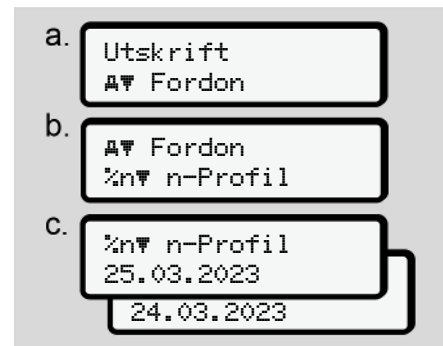 a.
Utskrift
Fordon
b.
Fordon
%n▼ n-Profil
c.
%n▼ n-Profil
25.03.2023
24.03.2023